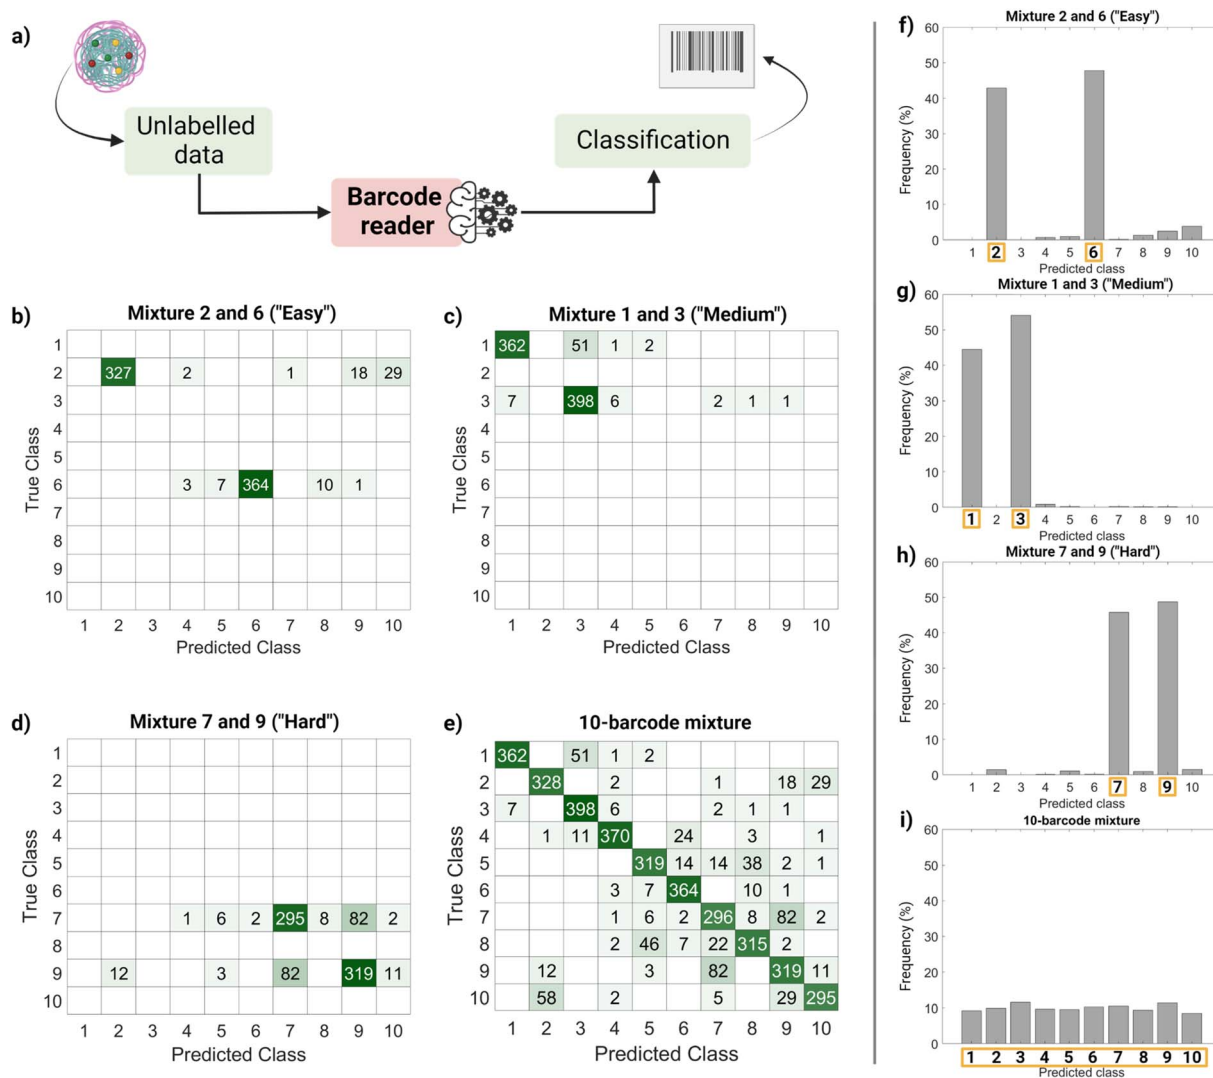 a)
Unlabelled
data
Barcode
reader
Classification
b)
Mixture 2 and 6 ("Easy")
True Class
1
2 327 2 1 18 29
3
4
5
6 3 7 364 10 1
7
8
9
10
1 2 3 4 5 6 7 8 9 10
Predicted Class
c)
Mixture 1 and 3 ("Medium")
True Class
1 362 51 1 2
2
3 7 398 6 2 1 1
4
5
6
7
8
9
10
1 2 3 4 5 6 7 8 9 10
Predicted Class
d)
Mixture 7 and 9 ("Hard")
True Class
1
2
3
4
5
6
7 1 6 2 295 8 82 2
8
9 12 3 82 319 11
10
1 2 3 4 5 6 7 8 9 10
Predicted Class
e)
10-barcode mixture
True Class
1 362 51 1 2
2 328 2 1 18 29
3 7 398 6 2 1 1
4 1 11 370 24 3 1
5 319 14 14 38 2 1
6 3 7 364 10 1
7 1 6 2 296 8 82 2
8 2 46 7 22 315 2
9 12 3 82 319 11
10 58 2 5 29 295
1 2 3 4 5 6 7 8 9 10
Predicted Class
f)
Mixture 2 and 6 ("Easy")
Frequency (%)
60
50
40
30
20
10
0
1 2 3 4 5 6 7 8 9 10
Predicted class
g)
Mixture 1 and 3 ("Medium")
Frequency (%)
60
50
40
30
20
10
0
1 2 3 4 5 6 7 8 9 10
Predicted class
h)
Mixture 7 and 9 ("Hard")
Frequency (%)
60
50
40
30
20
10
0
1 2 3 4 5 6 7 8 9 10
Predicted class
i)
10-barcode mixture
Frequency (%)
60
50
40
30
20
10
0
1 2 3 4 5 6 7 8 9 10
Predicted class